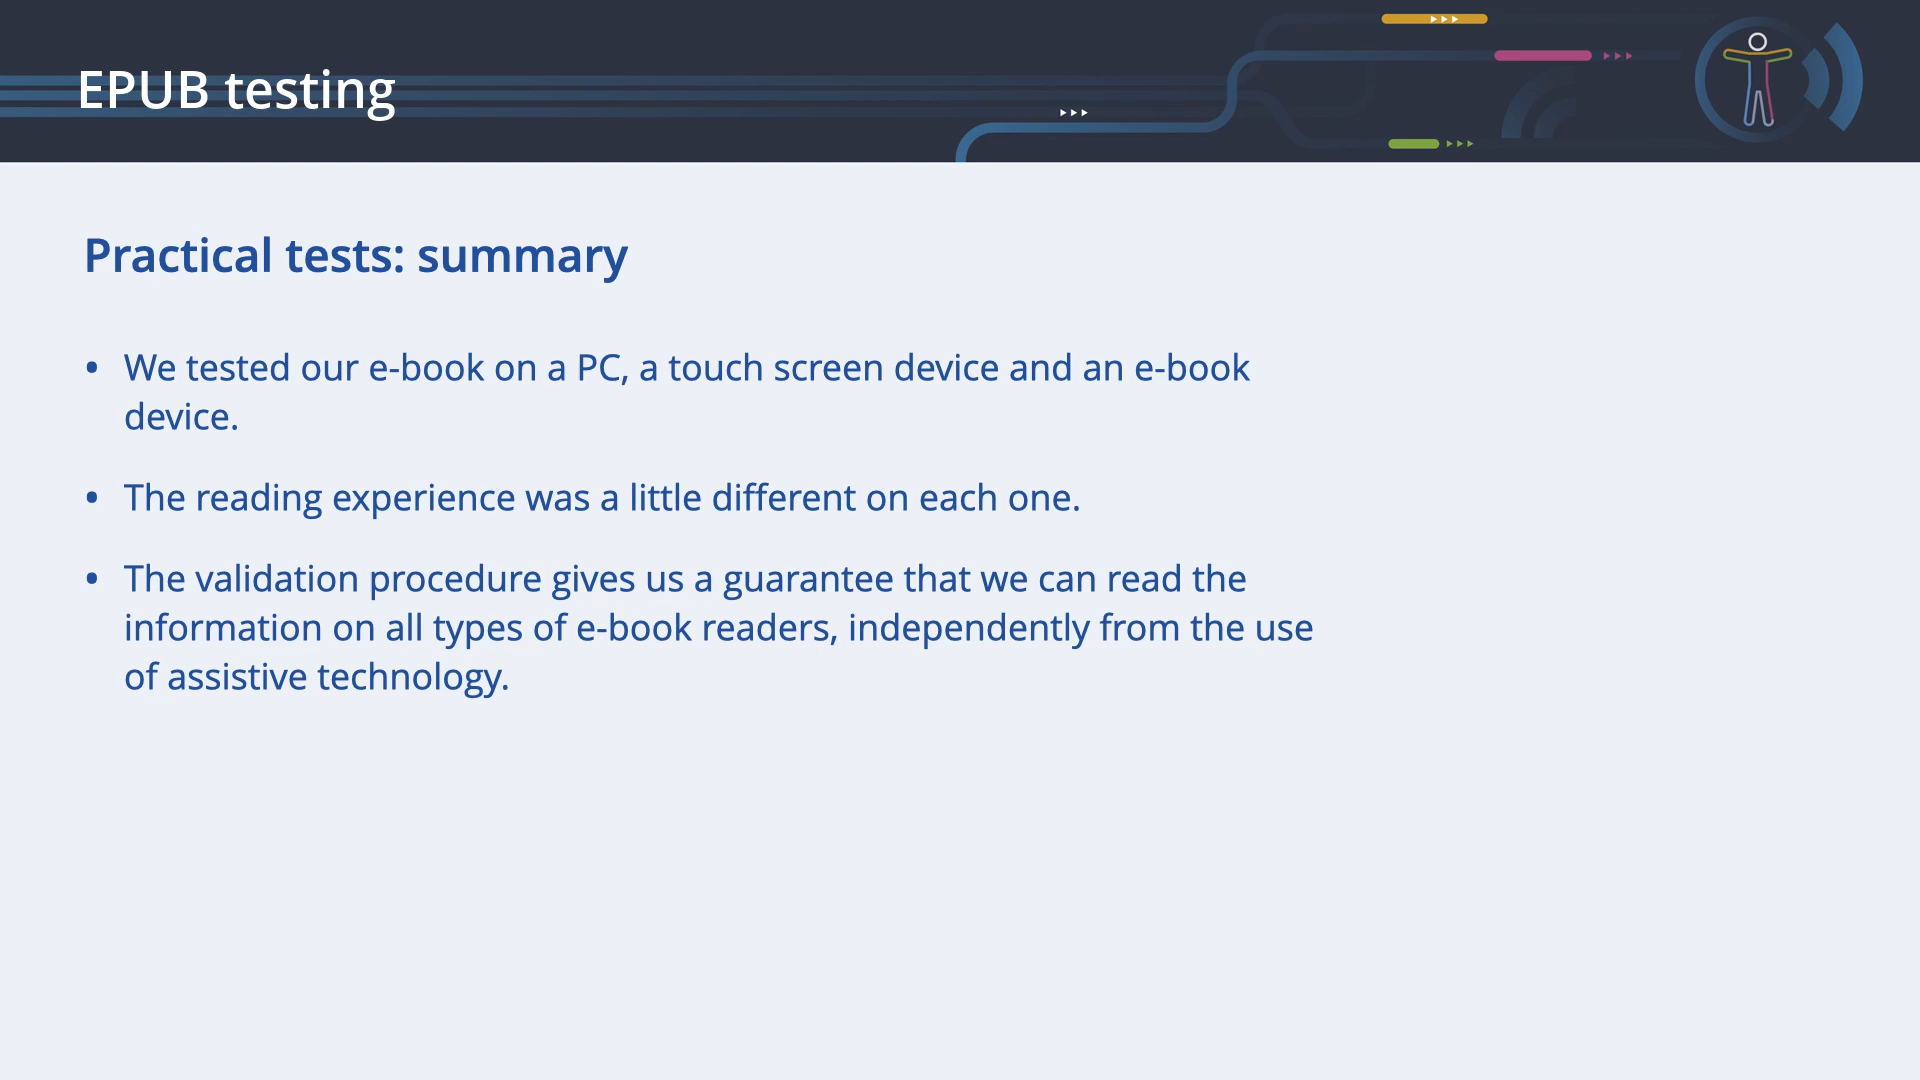 EPUB testing
Practical tests: summary
• We tested our e-book on a PC, a touch screen device and an e-book
device.
• The reading experience was a little different on each one.
• The validation procedure gives us a guarantee that we can read the
information on all types of e-book readers, independently from the use
of assistive technology.